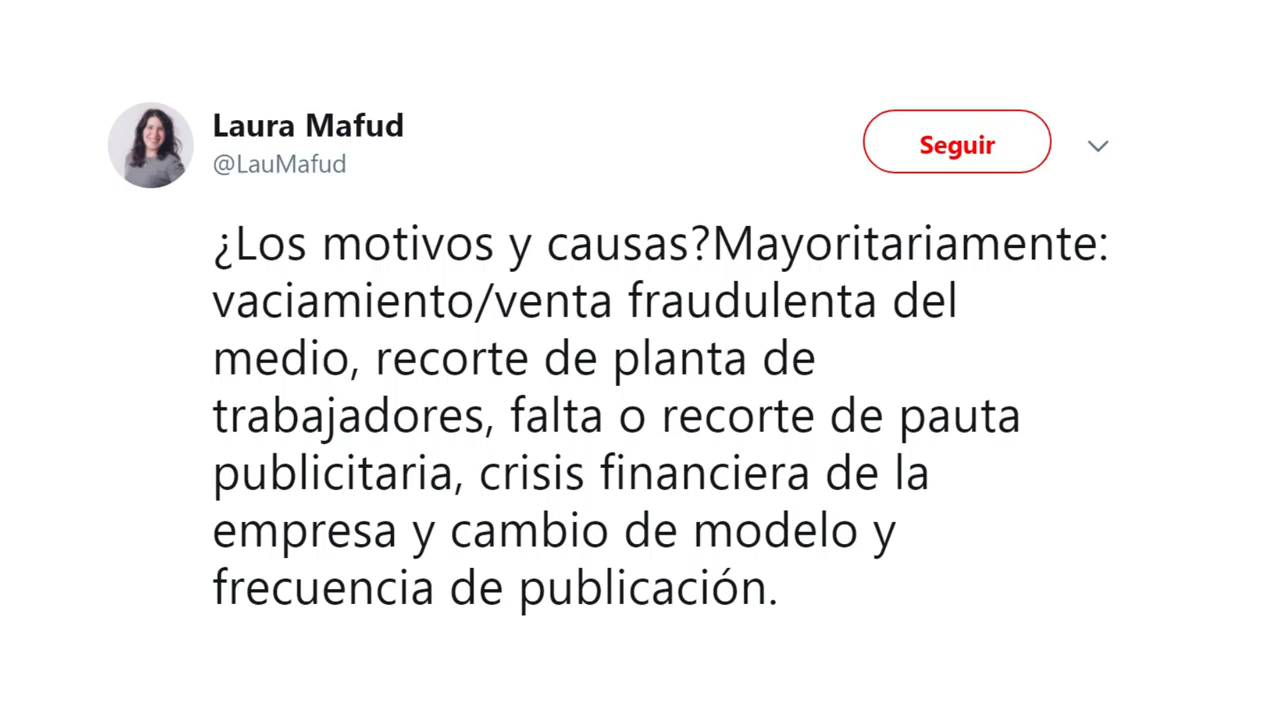 Laura Mafud
@LauMafud
Seguir
¿Los motivos y causas?Mayoritariamente:
vaciamiento/venta fraudulenta del
medio, recorte de planta de
trabajadores, falta o recorte de pauta
publicitaria, crisis financiera de la
empresa y cambio de modelo y
frecuencia de publicación.